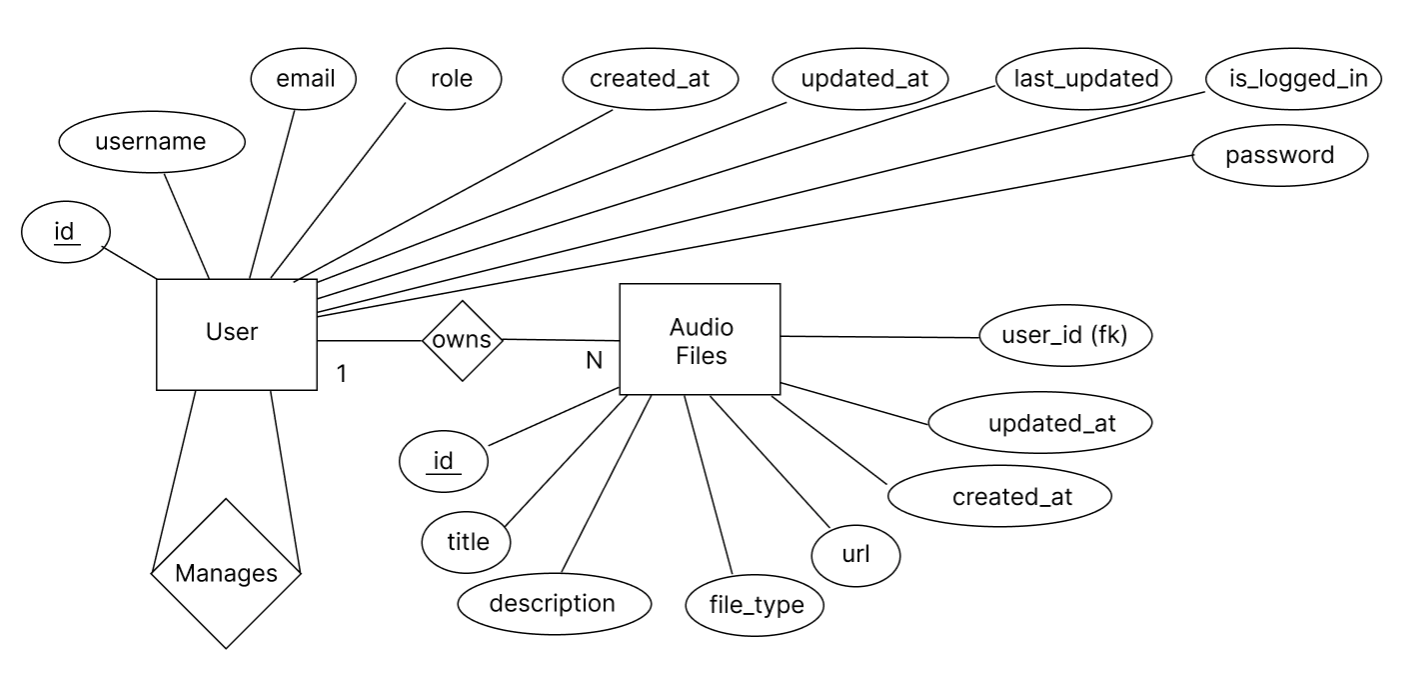 email
role
created_at
updated_at
last_updated
is_logged_in
username
password
id
User
owns
Audio
Files
user_id (fk)
1
N
updated_at
id
created_at
title
url
Manages
description
file_type